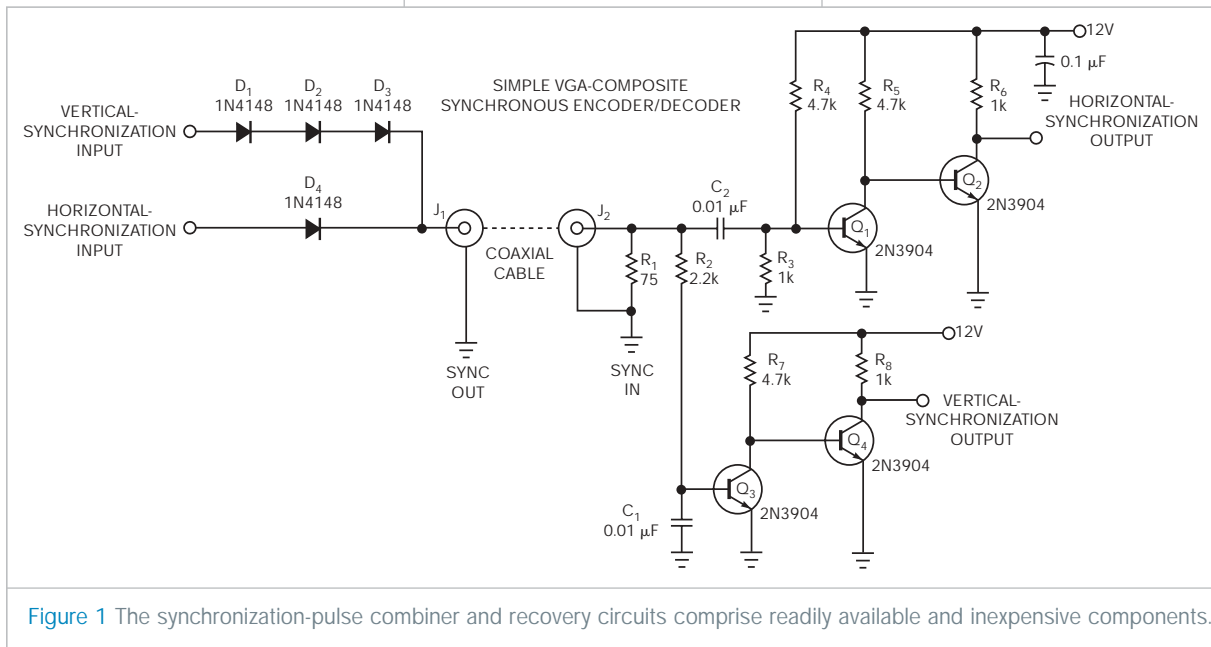 SIMPLE VGA-COMPOSITE
SYNCHRONOUS ENCODER/DECODER
VERTICAL-
SYNCHRONIZATION
INPUT
D1
1N4148
D2
1N4148
D3
1N4148
HORIZONTAL-
SYNCHRONIZATION
INPUT
D4
1N4148
J1
COAXIAL
CABLE
J2
SYNC
OUT
SYNC
IN
R1
75
R2
2.2k
C2
0.01 µF
R3
1k
R4
4.7k
R5
4.7k
R6
1k
12V
0.1 µF
HORIZONTAL-
SYNCHRONIZATION
OUTPUT
Q1
2N3904
Q2
2N3904
12V
R7
4.7k
R8
1k
VERTICAL-
SYNCHRONIZATION
OUTPUT
Q4
2N3904
Q3
2N3904
C1
0.01 µF
Figure 1 The synchronization-pulse combiner and recovery circuits comprise readily available and inexpensive components.